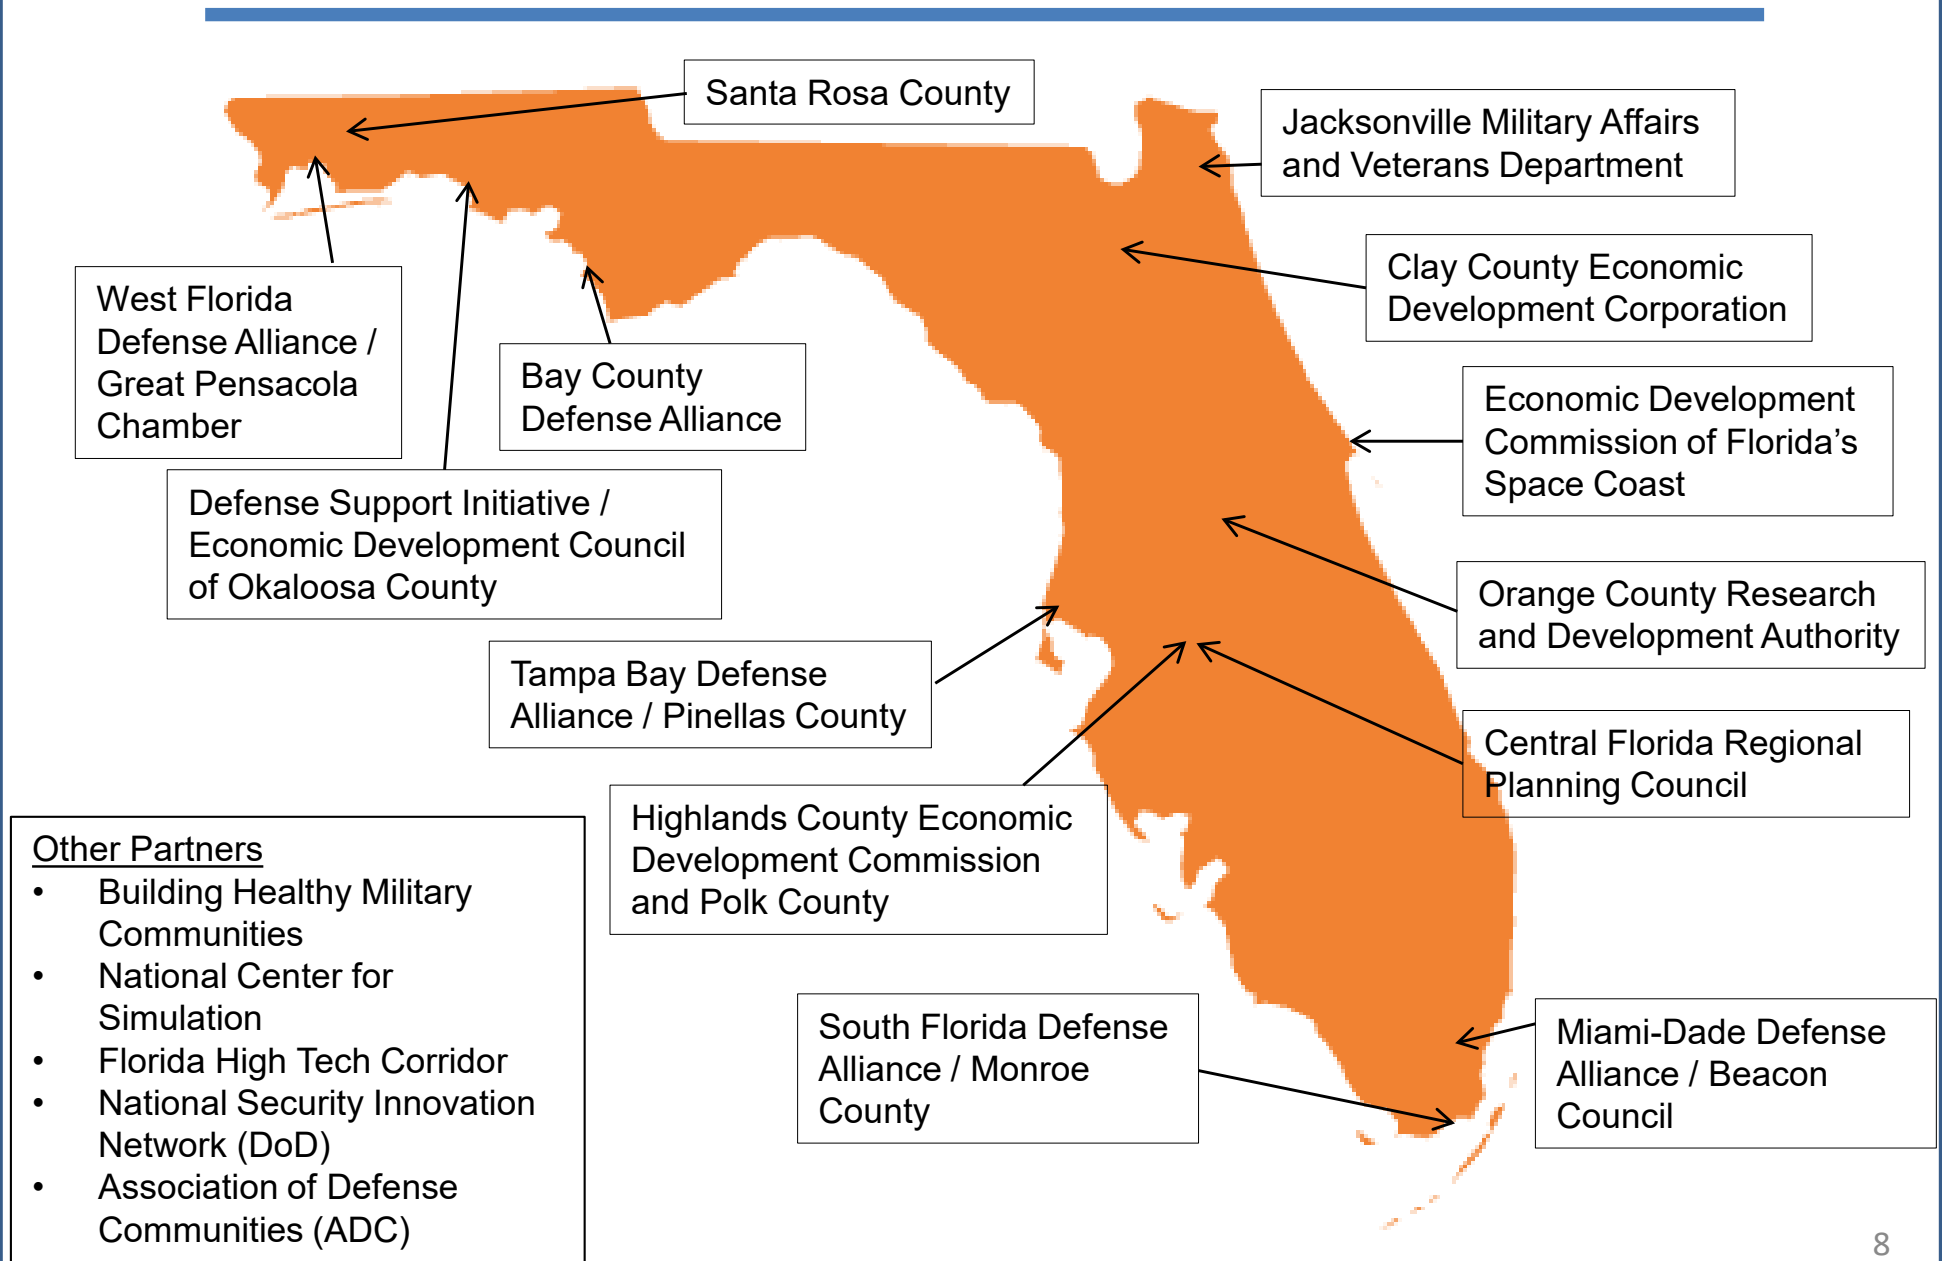 Santa Rosa County
Jacksonville Military Affairs
and Veterans Department
Clay County Economic
Development Corporation
West Florida
Defense Alliance /
Great Pensacola
Chamber
Bay County
Defense Alliance
Economic Development
Commission of Florida’s
Space Coast
Defense Support Initiative /
Economic Development Council
of Okaloosa County
Orange County Research
and Development Authority
Tampa Bay Defense
Alliance / Pinellas County
Central Florida Regional
Planning Council
Highlands County Economic
Development Commission
and Polk County
Other Partners
• Building Healthy Military
Communities
• National Center for
Simulation
• Florida High Tech Corridor
• National Security Innovation
Network (DoD)
• Association of Defense
Communities (ADC)
South Florida Defense
Alliance / Monroe
County
Miami-Dade Defense
Alliance / Beacon
Council
8